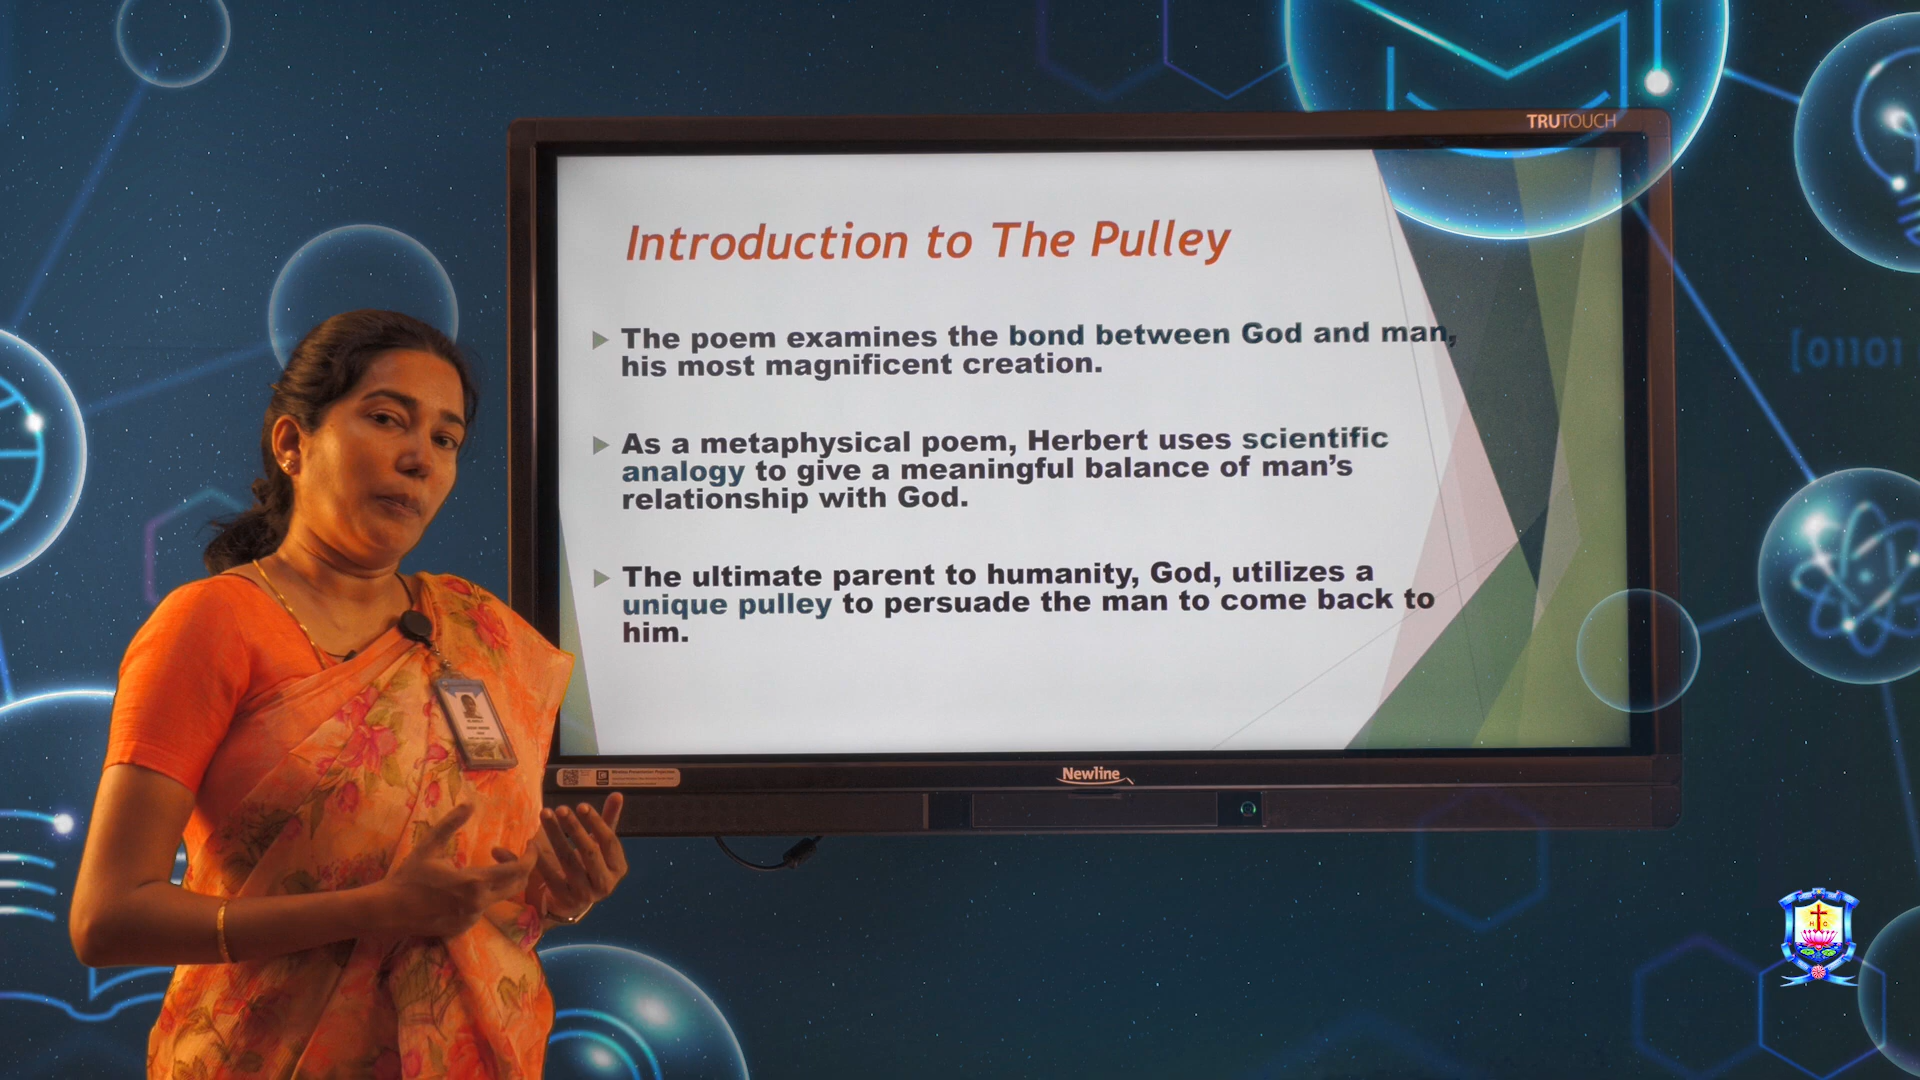 TRUTOUCH
Introduction to The Pulley
The poem examines the bond between God and man,
his most magnificent creation.
As a metaphysical poem, Herbert uses scientific
analogy to give a meaningful balance of man’s
relationship with God.
The ultimate parent to humanity, God, utilizes a
unique pulley to persuade the man to come back to
him.
Newline
[01101
H C